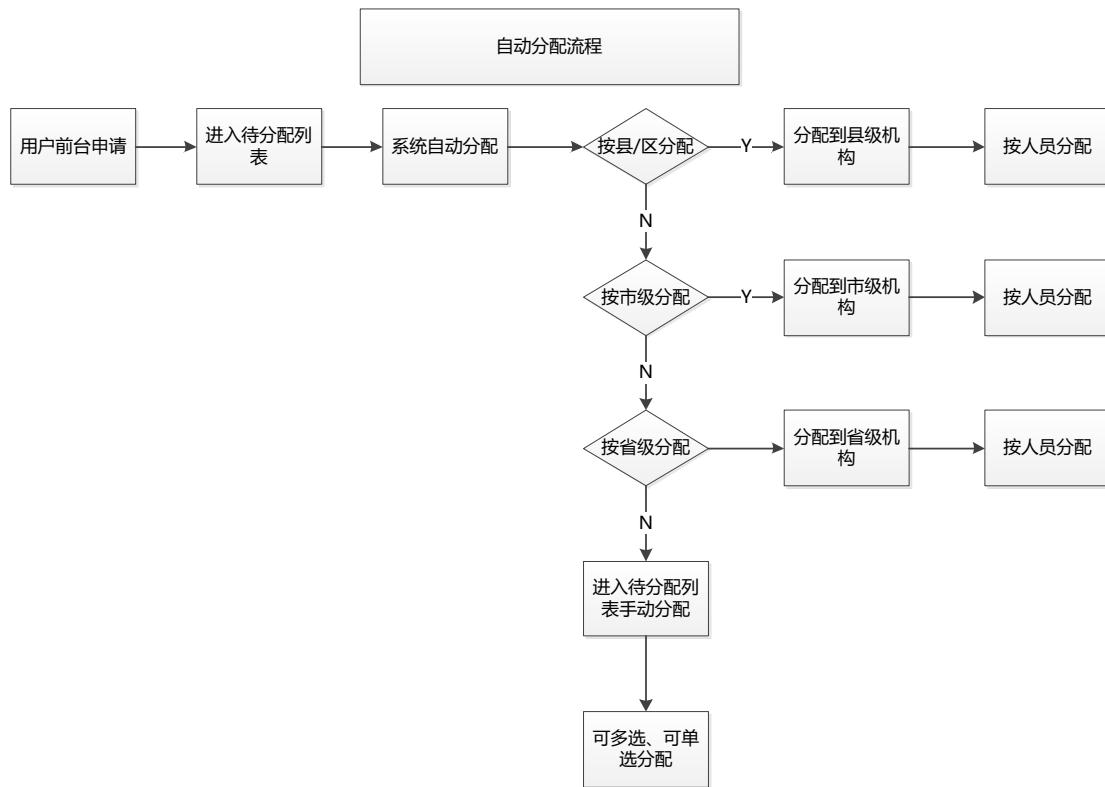 自动分配流程
用户前台申请
进入待分配列
表
系统自动分配
按县/区分配
Y
分配到县级机
构
按人员分配
N
按市级分配
Y
分配到市级机
构
按人员分配
N
按省级分配
分配到省级机
构
按人员分配
N
进入待分配列
表手动分配
可多选、可单
选分配